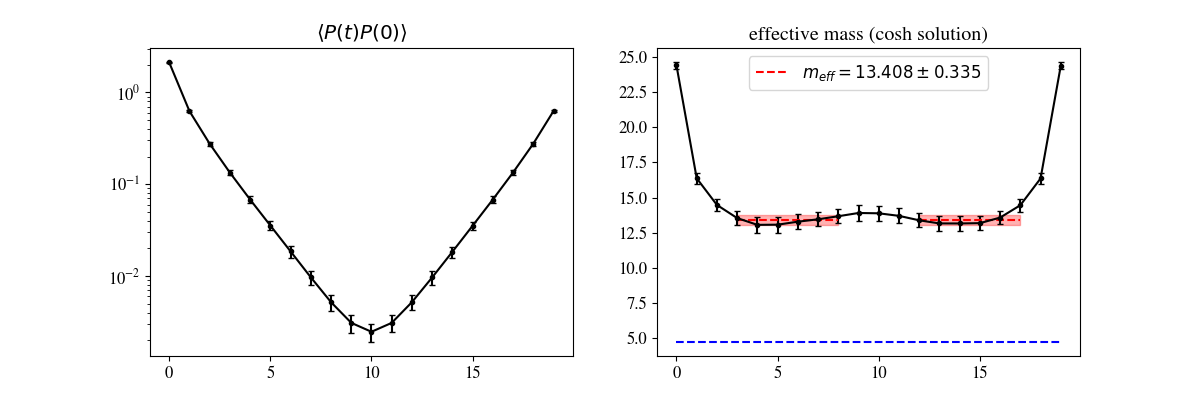 ⟨P(t)P(0)⟩
10⁰
10⁻¹
10⁻²
0 5 10 15
effective mass (cosh solution)
m_eff = 13.408 ± 0.335
25.0
22.5
20.0
17.5
15.0
12.5
10.0
7.5
5.0
0 5 10 15